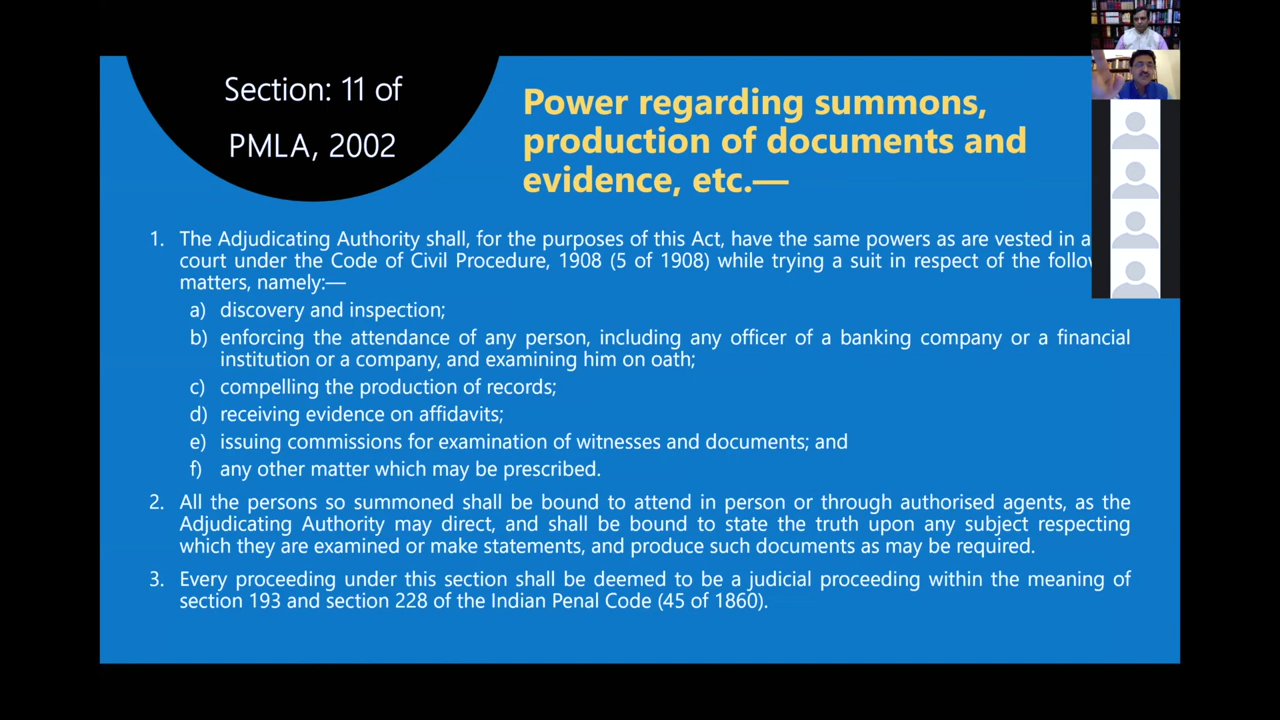 Section: 11 of
PMLA, 2002
Power regarding summons,
production of documents and
evidence, etc.—
1. The Adjudicating Authority shall, for the purposes of this Act, have the same powers as are vested in a
court under the Code of Civil Procedure, 1908 (5 of 1908) while trying a suit in respect of the
matters, namely:—
a) discovery and inspection;
b) enforcing the attendance of any person, including any officer of a banking company or a financial
institution or a company, and examining him on oath;
c) compelling the production of records;
d) receiving evidence on affidavits;
e) issuing commissions for examination of witnesses and documents; and
f) any other matter which may be prescribed.
2. All the persons so summoned shall be bound to attend in person or through authorised agents, as the
Adjudicating Authority may direct, and shall be bound to state the truth upon any subject respecting
which they are examined or make statements, and produce such documents as may be required.
3. Every proceeding under this section shall be deemed to be a judicial proceeding within the meaning of
section 193 and section 228 of the Indian Penal Code (45 of 1860).